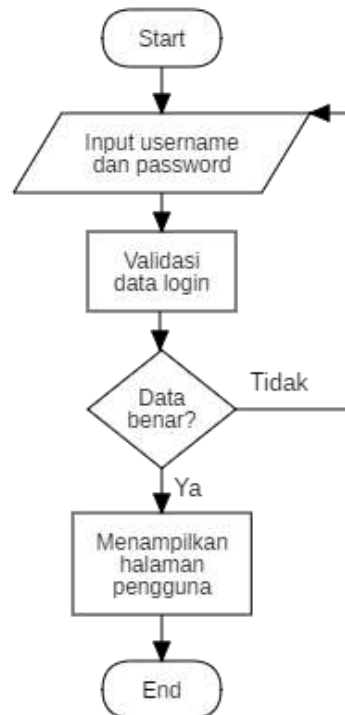 Start
Input username
dan password
Validasi
data login
Data
benar?
Tidak
Ya
Menampilkan
halaman
pengguna
End